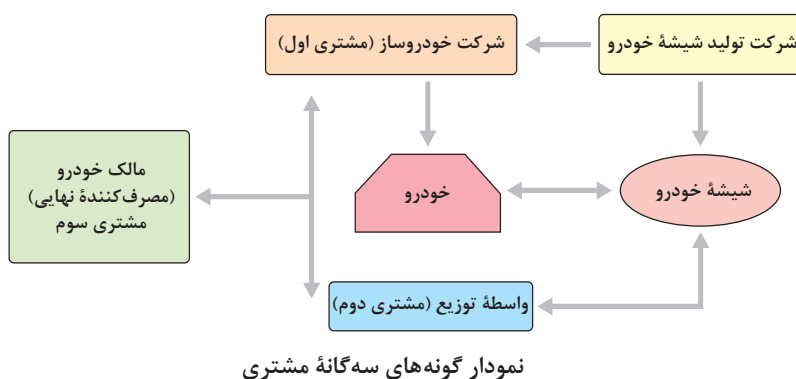 شرکت تولید شیشهٔ خودرو
شرکت خودروساز (مشتری اول)
مالک خودرو
(مصرف‌کنندهٔ نهایی)
مشتری سوم
خودرو
شیشهٔ خودرو
واسطهٔ توزیع (مشتری دوم)
نمودار گونه‌های سه‌گانهٔ مشتری